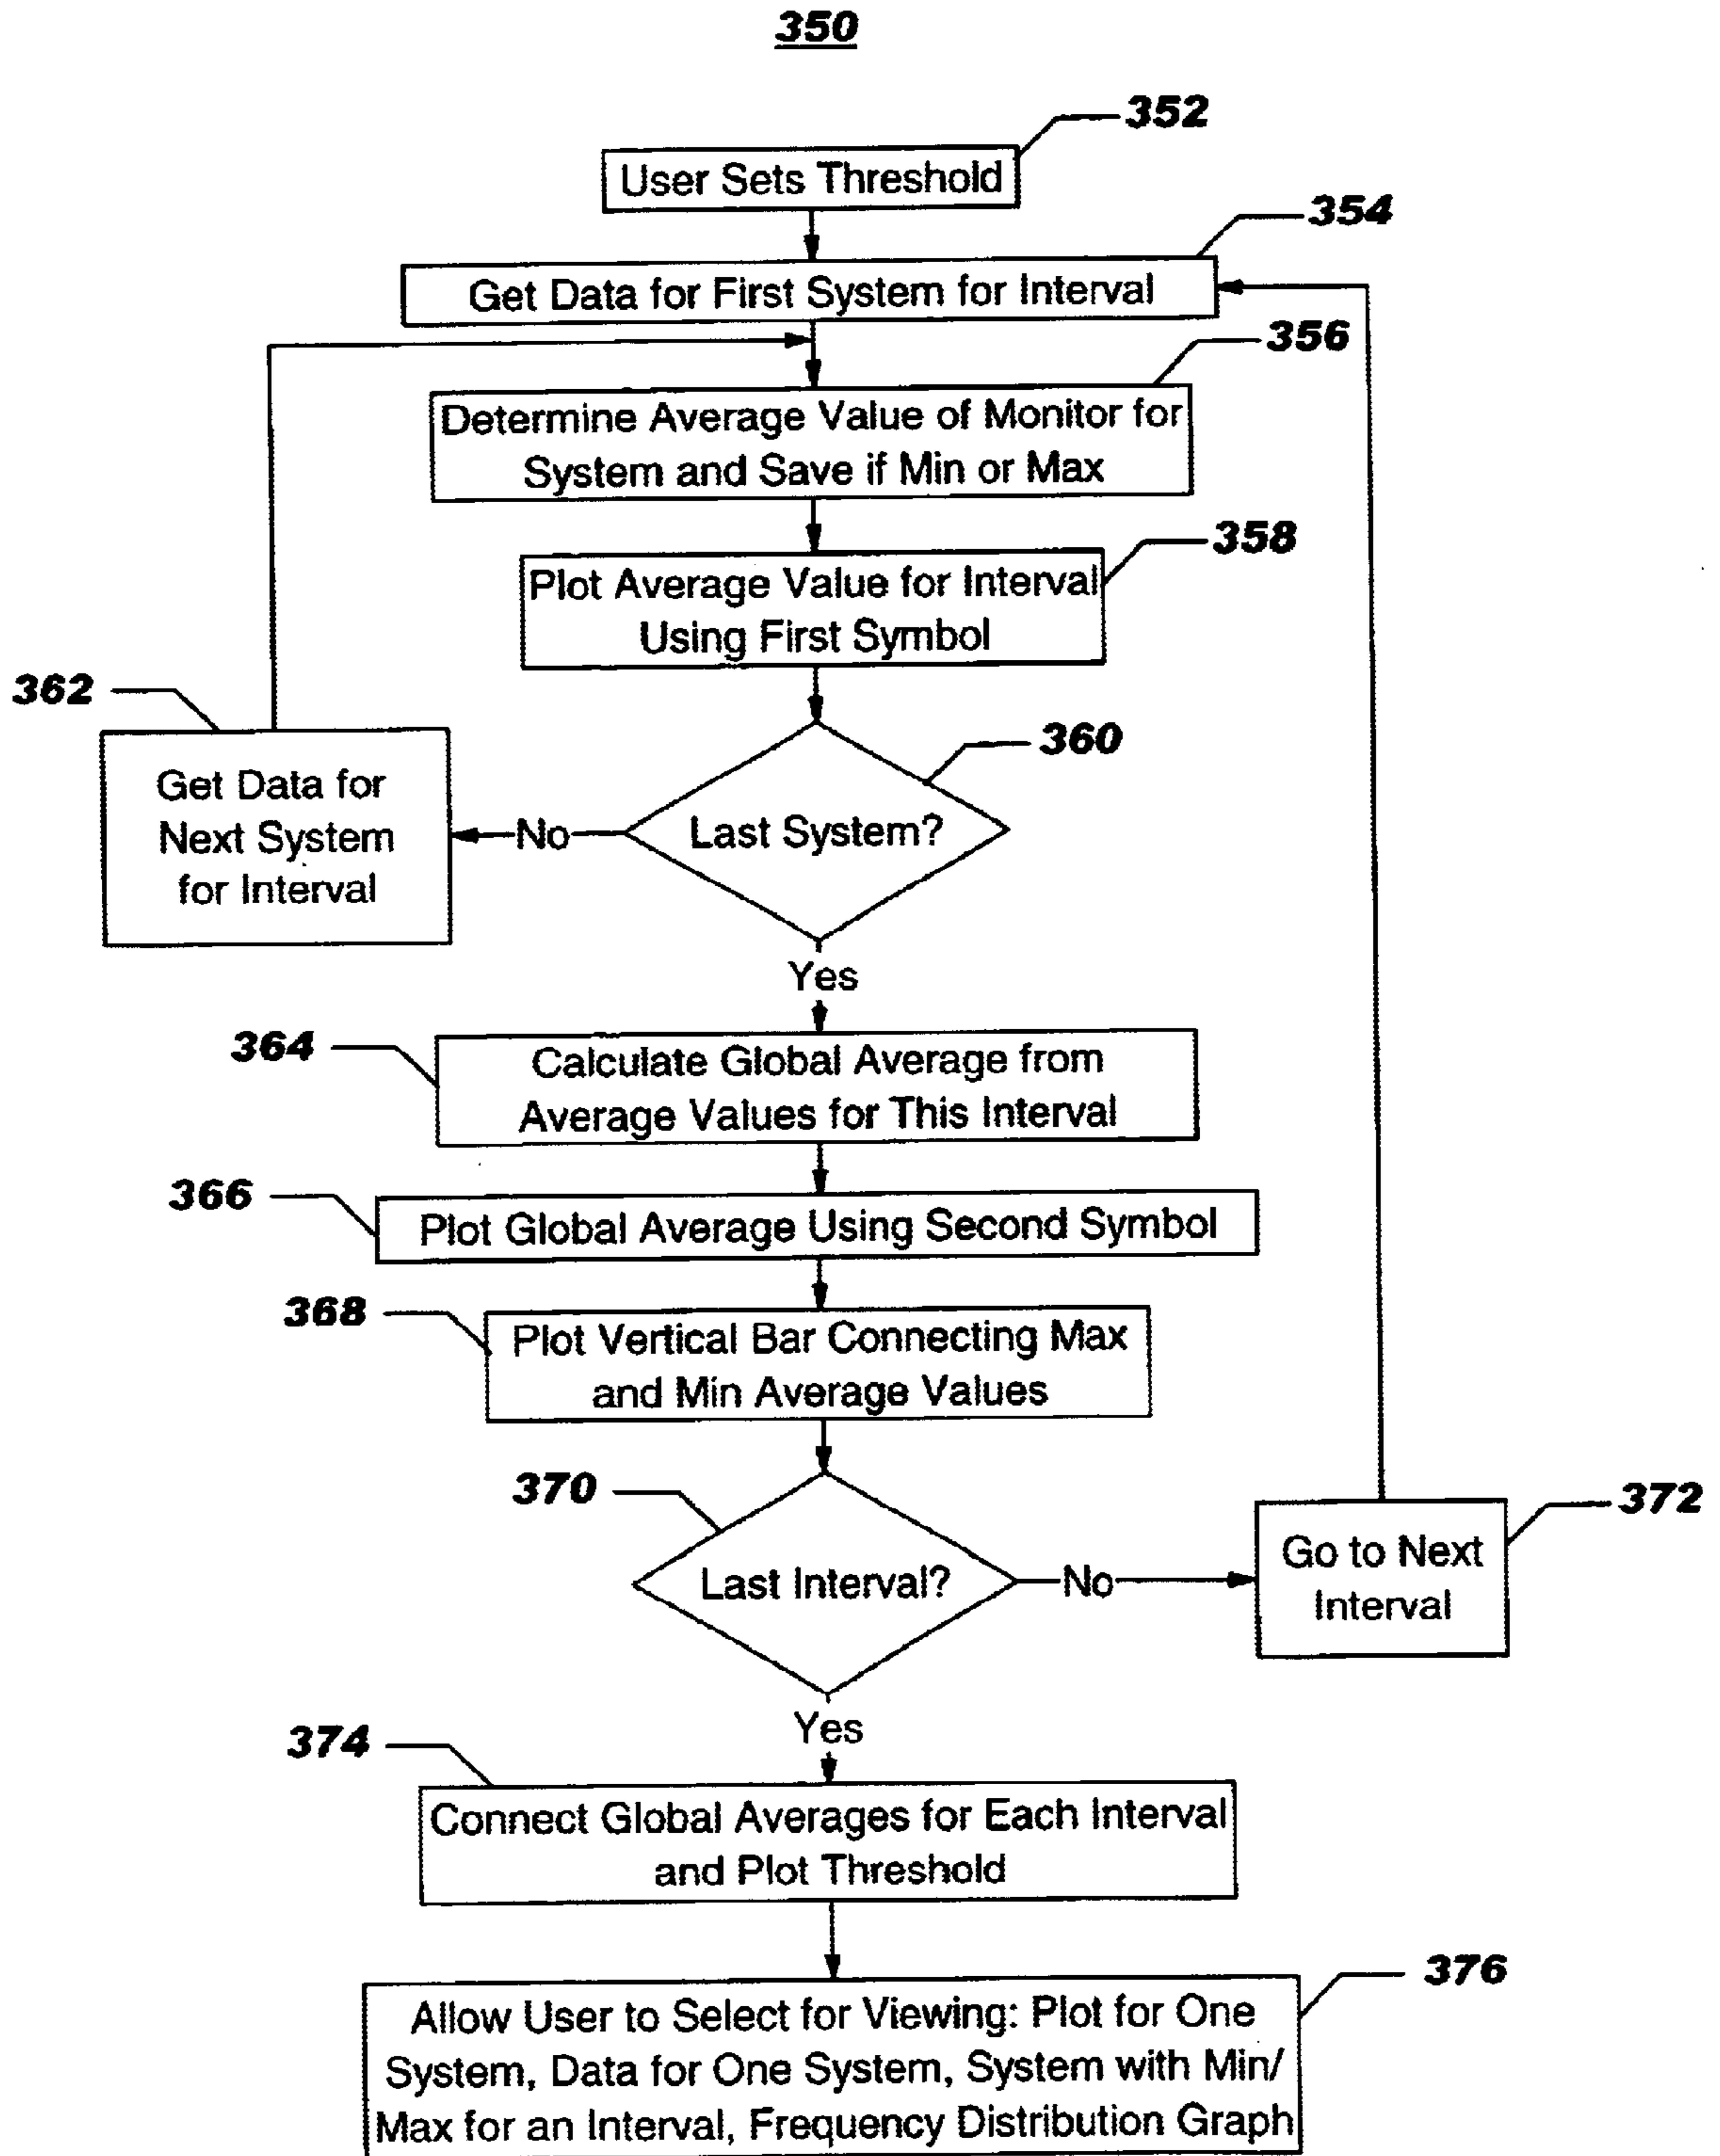 350
352
User Sets Threshold
354
Get Data for First System for Interval
356
Determine Average Value of Monitor for
System and Save if Min or Max
358
Plot Average Value for Interval
Using First Symbol
362
360
Get Data for
Next System
for Interval
No
Last System?
Yes
364
Calculate Global Average from
Average Values for This Interval
366
Plot Global Average Using Second Symbol
368
Plot Vertical Bar Connecting Max
and Min Average Values
370
372
Last Interval?
No
Go to Next
Interval
Yes
374
Connect Global Averages for Each Interval
and Plot Threshold
376
Allow User to Select for Viewing: Plot for One
System, Data for One System, System with Min/
Max for an Interval, Frequency Distribution Graph